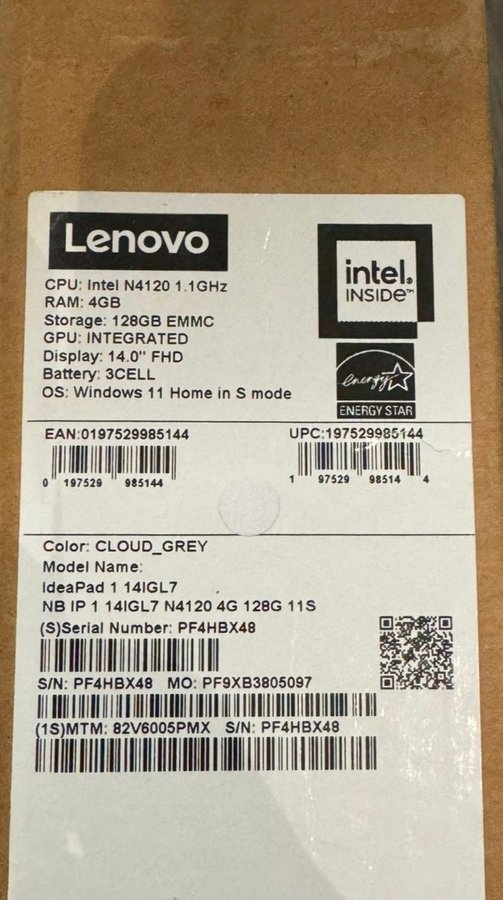 Lenovo
intel.
INSIDE™
CPU: Intel N4120 1.1GHz
RAM: 4GB
Storage: 128GB EMMC
GPU: INTEGRATED
Display: 14.0" FHD
Battery: 3CELL
OS: Windows 11 Home in S mode
energy
ENERGY STAR
EAN:0197529985144
0 197529 985144
UPC:197529985144
1 97529 98514 4
Color: CLOUD_GREY
Model Name:
IdeaPad 1 14IGL7
NB IP 1 14IGL7 N4120 4G 128G 11S
(S)Serial Number: PF4HBX48
S/N: PF4HBX48 MO: PF9XB3805097
(1S)MTM: 82V6005PMX S/N: PF4HBX48